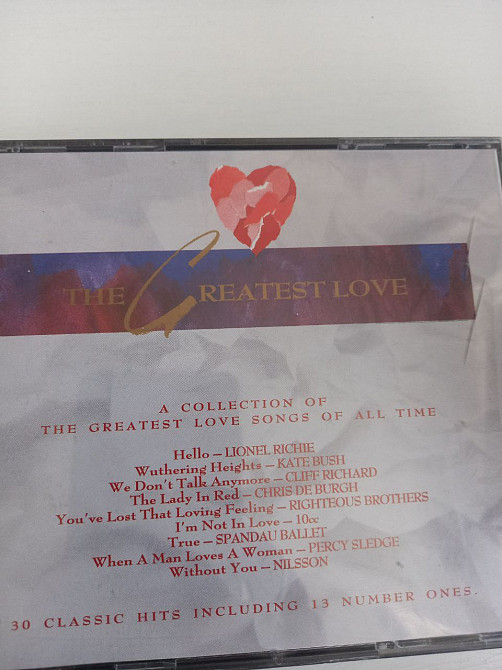 THE GREATEST LOVE
A COLLECTION OF
THE GREATEST LOVE SONGS OF ALL TIME
Hello – LIONEL RICHIE
Wuthering Heights – KATE BUSH
We Don't Talk Anymore – CLIFF RICHARD
The Lady In Red – CHRIS DE BURGH
You've Lost That Loving Feeling – RIGHTEOUS BROTHERS
I'm Not In Love – 10cc
True – SPANDAU BALLET
When A Man Loves A Woman – PERCY SLEDGE
Without You – NILSSON
30 CLASSIC HITS INCLUDING 13 NUMBER ONES.